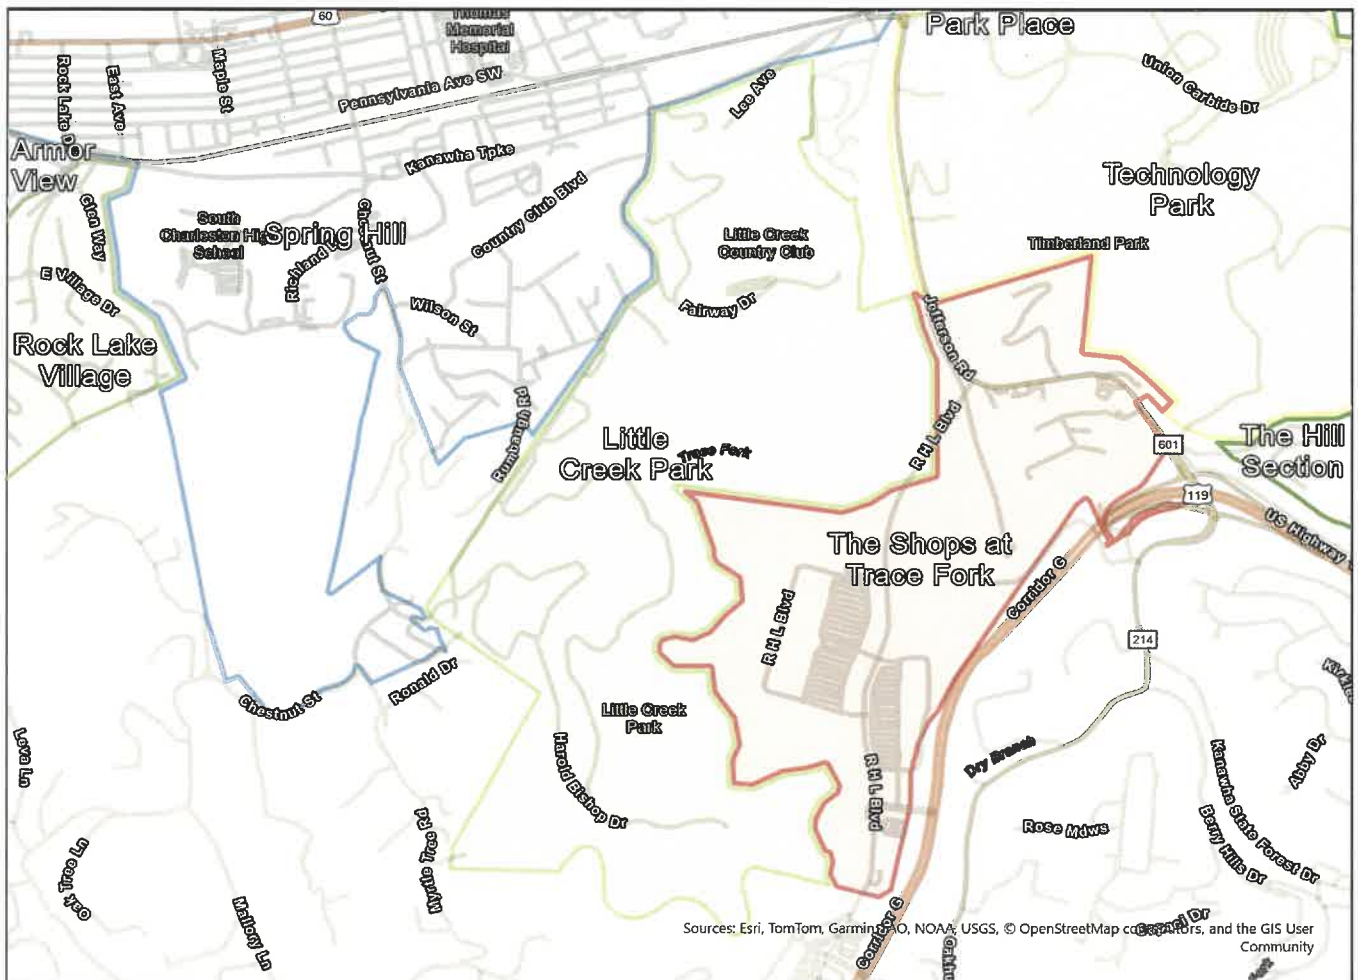 60
Thomas
Memorial
Hospital
Park Place
Rock Lake D
East Ave
Maple St
Pennsylvania Ave SW
Lee Ave
Union Carbide Dr
Armor
View
Kanawha Tpke
Technology
Park
Glen Way
South
Charleston Hig
School
Spring Hill
Richland
Chestnut St
Country Club Blvd
Little Creek
Country Club
Timberland Park
E Village Dr
Wilson St
Fairway Dr
Jefferson Rd
Rock Lake
Village
Rumbaugh Rd
Little
Creek Park
Trace Fork
R H L Blvd
601
The Hill
Section
119
US Highway
The Shops at
Trace Fork
Corridor G
R H L Blvd
214
Ronald Dr
Chestnut St
Little Creek
Park
Lova Ln
Harold Bishop Dr
R H L Blvd
Dry Branch
Kanawha State Forest Dr
Abby Dr
Oak Tree Ln
Myrtle Tree Rd
Rose Mdws
Berry Hills Dr
Mallory Ln
Corridor G
Sources: Esri, TomTom, Garmin, FAO, NOAA, USGS, © OpenStreetMap contributors, and the GIS User
Community